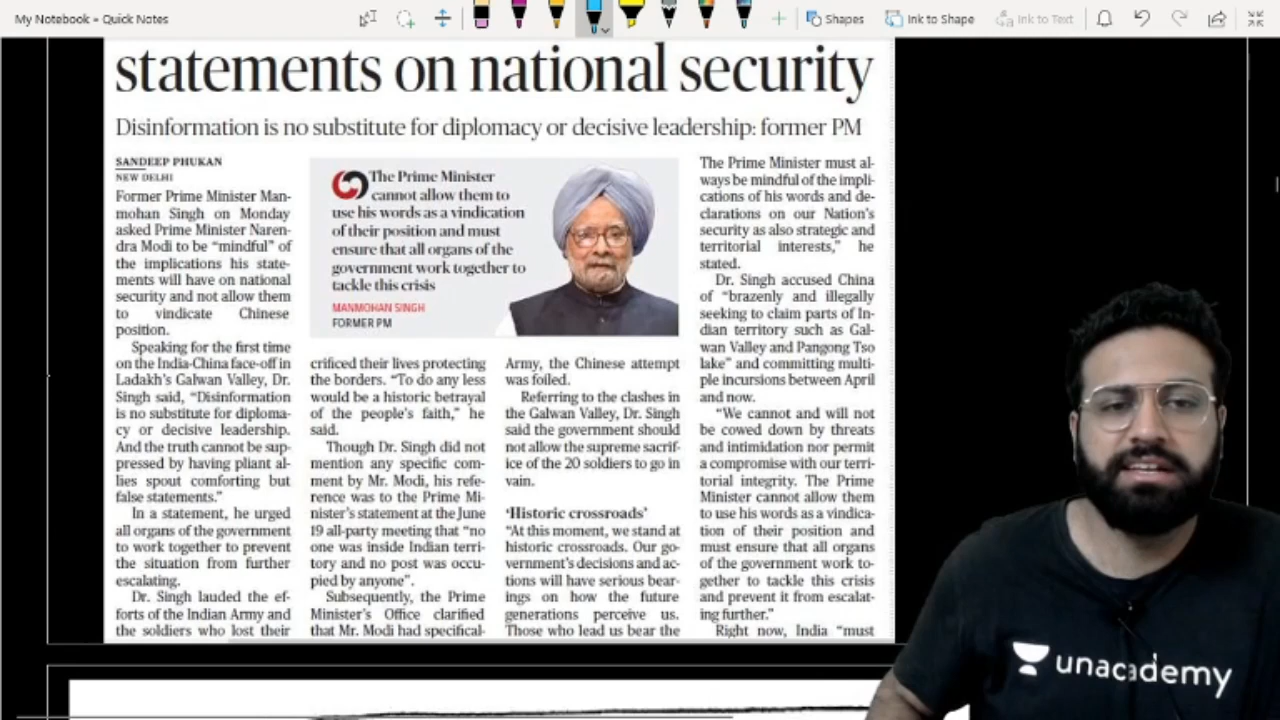 My Notebook » Quick Notes
Shapes
Ink to Shape
Ink to Text
statements on national security
Disinformation is no substitute for diplomacy or decisive leadership: former PM
SANDEEP PHUKAN
NEW DELHI
Former Prime Minister Man-
mohan Singh on Monday
asked Prime Minister Naren-
dra Modi to be “mindful” of
the implications his state-
ments will have on national
security and not allow them
to vindicate Chinese
position.
Speaking for the first time
on the India-China face-off in
Ladakh’s Galwan Valley, Dr.
Singh said, “Disinformation
is no substitute for diploma-
cy or decisive leadership.
And the truth cannot be sup-
pressed by having pliant al-
lies spout comforting but
false statements.”
In a statement, he urged
all organs of the government
to work together to prevent
the situation from further
escalating.
Dr. Singh lauded the ef-
forts of the Indian Army and
the soldiers who lost their
The Prime Minister
cannot allow them to
use his words as a vindication
of their position and must
ensure that all organs of the
government work together to
tackle this crisis
MANMOHAN SINGH
FORMER PM
crificed their lives protecting
the borders. “To do any less
would be a historic betrayal
of the people’s faith,” he
said.
Though Dr. Singh did not
mention any specific com-
ment by Mr. Modi, his refe-
rence was to the Prime Mi-
nister’s statement at the June
19 all-party meeting that “no
one was inside Indian terri-
tory and no post was occu-
pied by anyone”.
Subsequently, the Prime
Minister’s Office clarified
that Mr. Modi had specifical-
Army, the Chinese attempt
was foiled.
Referring to the clashes in
the Galwan Valley, Dr. Singh
said the government should
not allow the supreme sacrif-
ice of the 20 soldiers to go in
vain.
‘Historic crossroads’
“At this moment, we stand at
historic crossroads. Our go-
vernment’s decisions and ac-
tions will have serious bear-
ings on how the future
generations perceive us.
Those who lead us bear the
The Prime Minister must al-
ways be mindful of the impli-
cations of his words and de-
clarations on our Nation’s
security as also strategic and
territorial interests,” he
stated.
Dr. Singh accused China
of “brazenly and illegally
seeking to claim parts of In-
dian territory such as Gal-
wan Valley and Pangong Tso
lake” and committing multi-
ple incursions between April
and now.
“We cannot and will not
be cowed down by threats
and intimidation nor permit
a compromise with our terri-
torial integrity. The Prime
Minister cannot allow them
to use his words as a vindica-
tion of their position and
must ensure that all organs
of the government work to-
gether to tackle this crisis
and prevent it from escalat-
ing further.”
Right now, India “must
unacademy